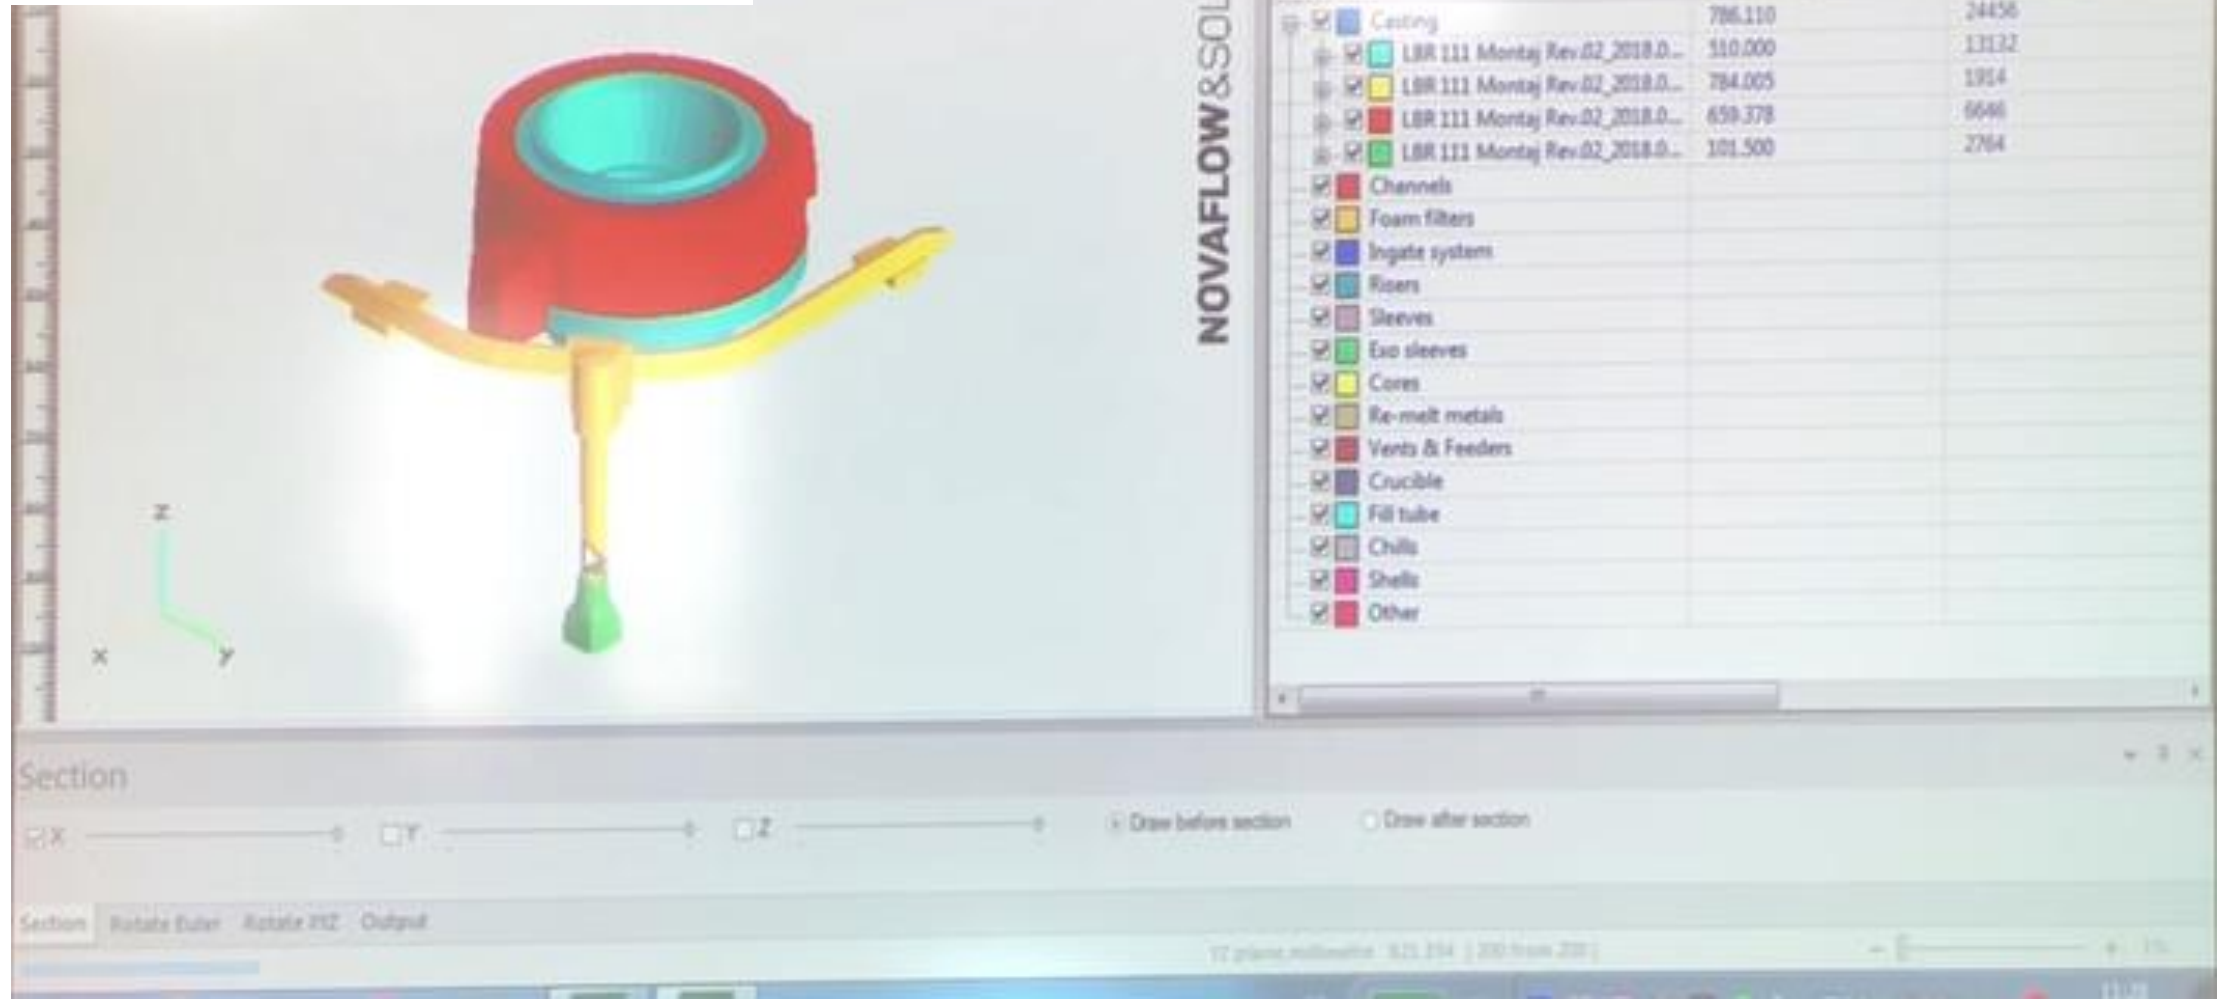 NOVAFLOW&SOL
Casting 786.110 24456
LBR 111 Montaj Rev.02_2018.0... 510.000 13132
LBR 111 Montaj Rev.02_2018.0... 784.005 1914
LBR 111 Montaj Rev.02_2018.0... 659.378 6646
LBR 111 Montaj Rev.02_2018.0... 101.500 2764
Channels
Foam filters
Ingate system
Risers
Sleeves
Exo sleeves
Cores
Re-melt metals
Vents & Feeders
Crucible
Fill tube
Chills
Shells
Other
z
x y
Section
X Y Z Draw before section Draw after section
Section Rotate Euler Rotate XYZ Output